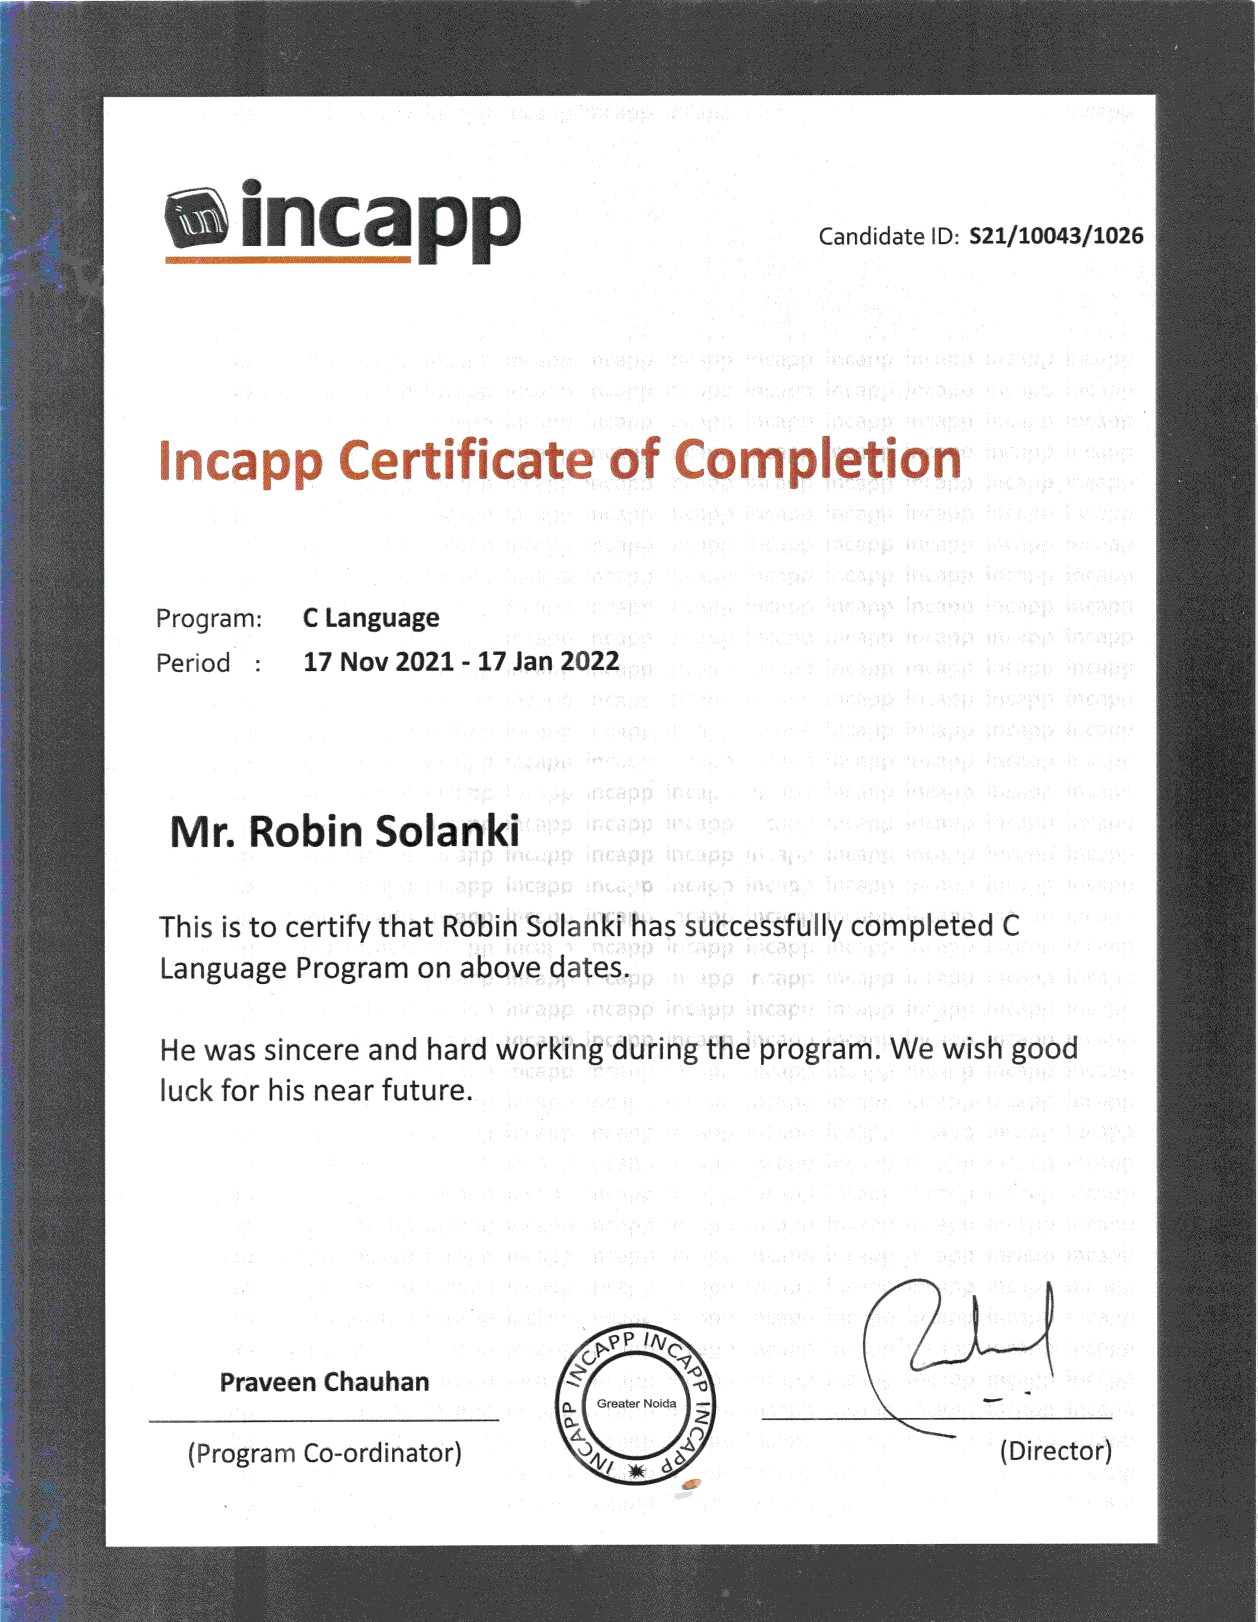 incapp
Candidate ID: S21/10043/1026
Incapp Certificate of Completion
Program: C Language
Period : 17 Nov 2021 - 17 Jan 2022
Mr. Robin Solanki
This is to certify that Robin Solanki has successfully completed C
Language Program on above dates.
He was sincere and hard working during the program. We wish good
luck for his near future.
Praveen Chauhan
(Program Co-ordinator)
INCAPP INCAPP INCAPP INCAPP
Greater Noida
(Director)